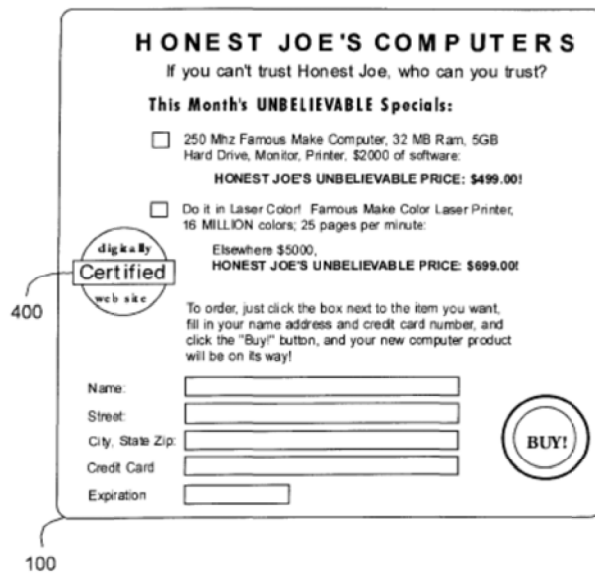 HONEST JOE'S COMPUTERS
If you can't trust Honest Joe, who can you trust?
This Month's UNBELIEVABLE Specials:
250 Mhz Famous Make Computer, 32 MB Ram, 5GB
Hard Drive, Monitor, Printer, $2000 of software:
HONEST JOE'S UNBELIEVABLE PRICE: $499.00!
Do it in Laser Color! Famous Make Color Laser Printer,
16 MILLION colors; 25 pages per minute:
Elsewhere $5000,
HONEST JOE'S UNBELIEVABLE PRICE: $699.00!
digitally
Certified
web site
400
To order, just click the box next to the item you want,
fill in your name address and credit card number, and
click the "Buy!" button, and your new computer product
will be on its way!
Name:
Street:
City, State Zip:
Credit Card
Expiration
BUY!
100